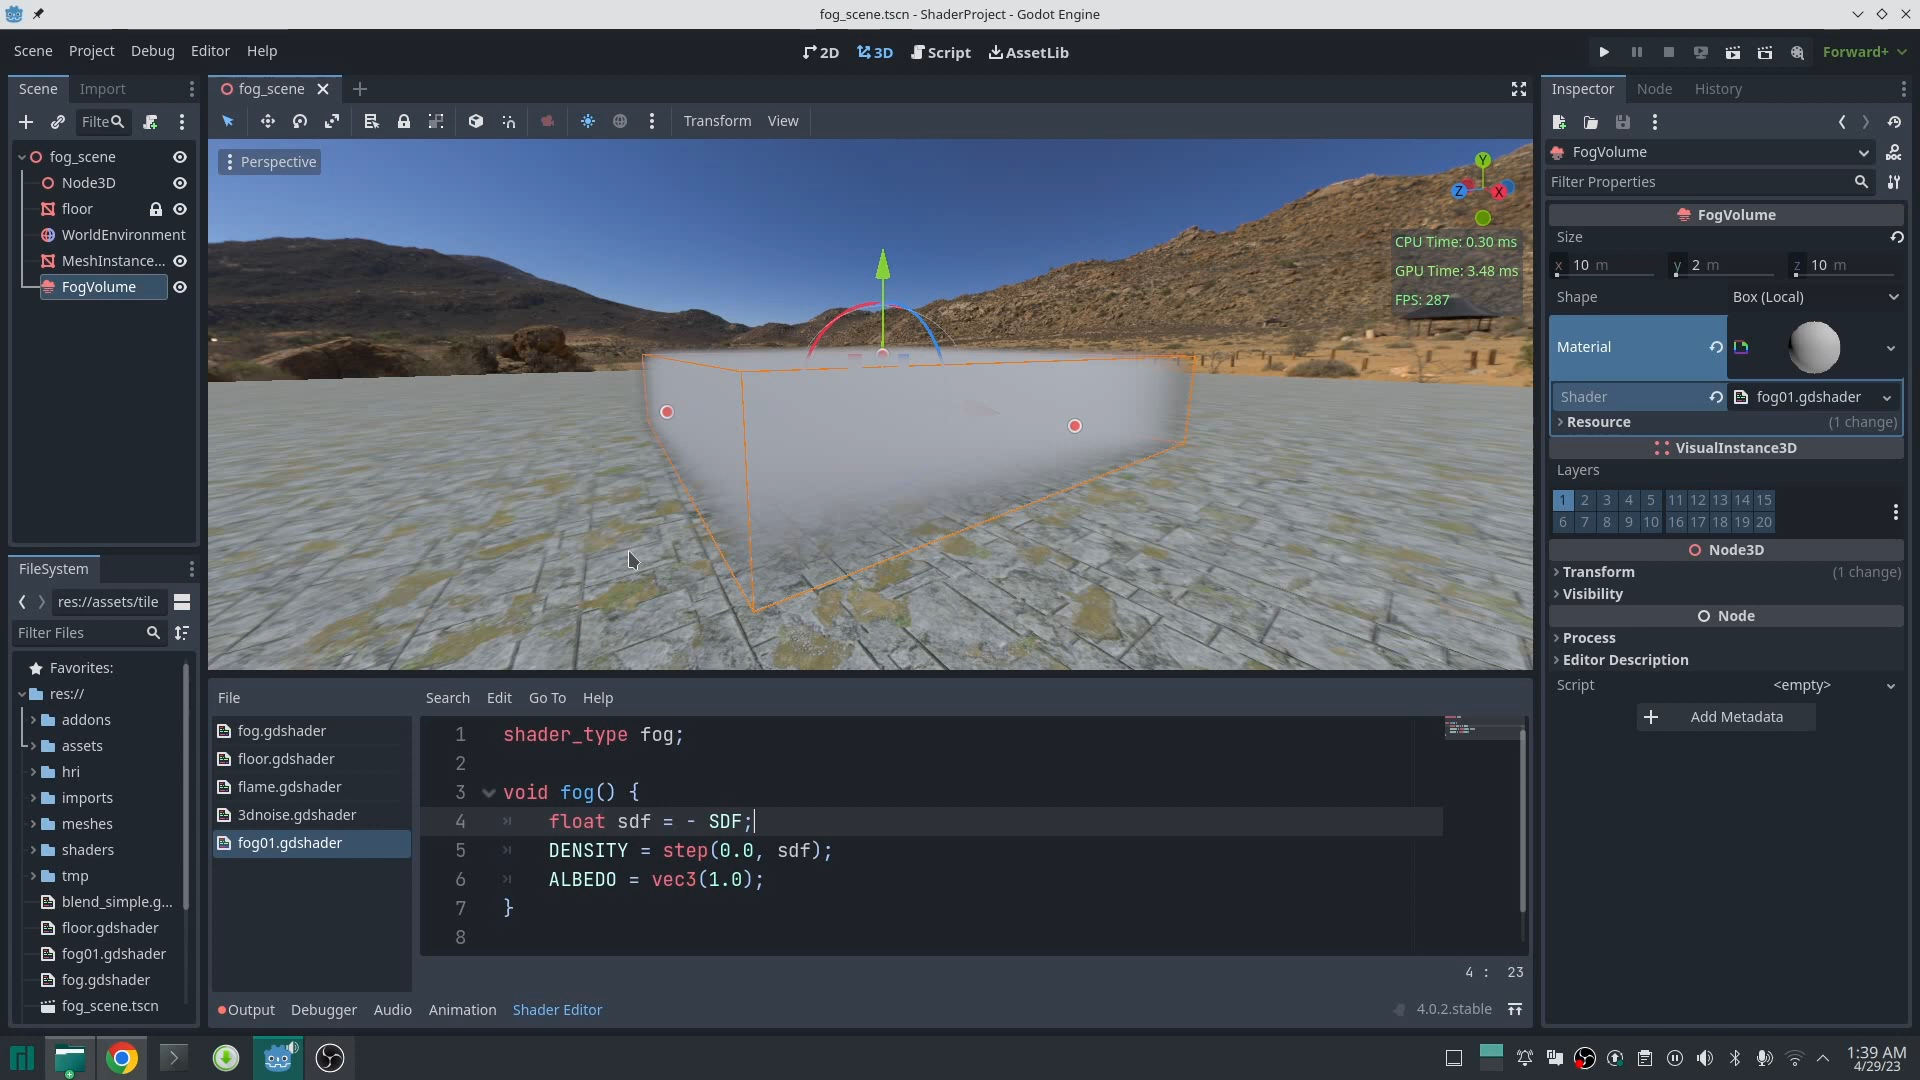 fog_scene.tscn - ShaderProject - Godot Engine
Scene Project Debug Editor Help
2D 3D Script AssetLib
Forward+
Scene Import
Filte
fog_scene
Node3D
floor
WorldEnvironment
MeshInstance...
FogVolume
FileSystem
res://assets/tile
Filter Files
Favorites:
res://
addons
assets
hri
imports
meshes
shaders
tmp
blend_simple.g...
floor.gdshader
fog01.gdshader
fog.gdshader
fog_scene.tscn
fog_scene
Transform View
Perspective
Y
Z X
CPU Time: 0.30 ms
GPU Time: 3.48 ms
FPS: 287
File
fog.gdshader
floor.gdshader
flame.gdshader
3dnoise.gdshader
fog01.gdshader
Search Edit Go To Help
1 shader_type fog;
2
3 void fog() {
4 float sdf = - SDF;
5 DENSITY = step(0.0, sdf);
6 ALBEDO = vec3(1.0);
7 }
8
4 : 23
Output Debugger Audio Animation Shader Editor
4.0.2.stable
Inspector Node History
FogVolume
Filter Properties
FogVolume
Size
x 10 m y 2 m z 10 m
Shape Box (Local)
Material
Shader fog01.gdshader
Resource (1 change)
VisualInstance3D
Layers
1 2 3 4 5 11 12 13 14 15
6 7 8 9 10 16 17 18 19 20
Node3D
Transform (1 change)
Visibility
Node
Process
Editor Description
Script <empty>
Add Metadata
1:39 AM
4/29/23